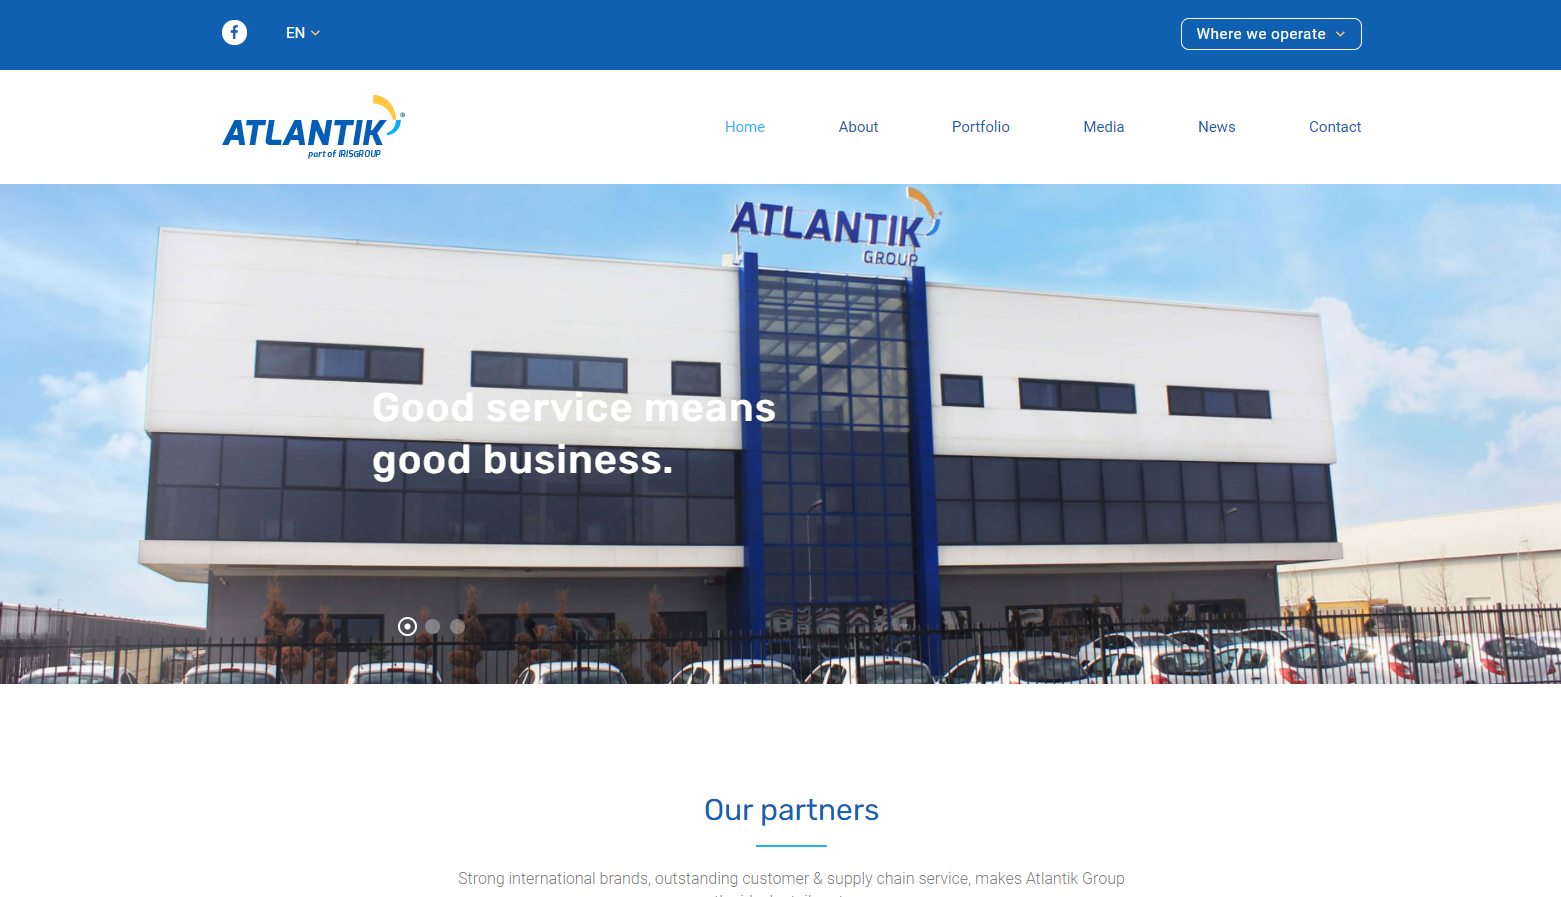 EN
Where we operate
ATLANTIK
part of IRISGROUP
Home
About
Portfolio
Media
News
Contact
ATLANTIK
GROUP
Good service means
good business.
Our partners
Strong international brands, outstanding customer & supply chain service, makes Atlantik Group